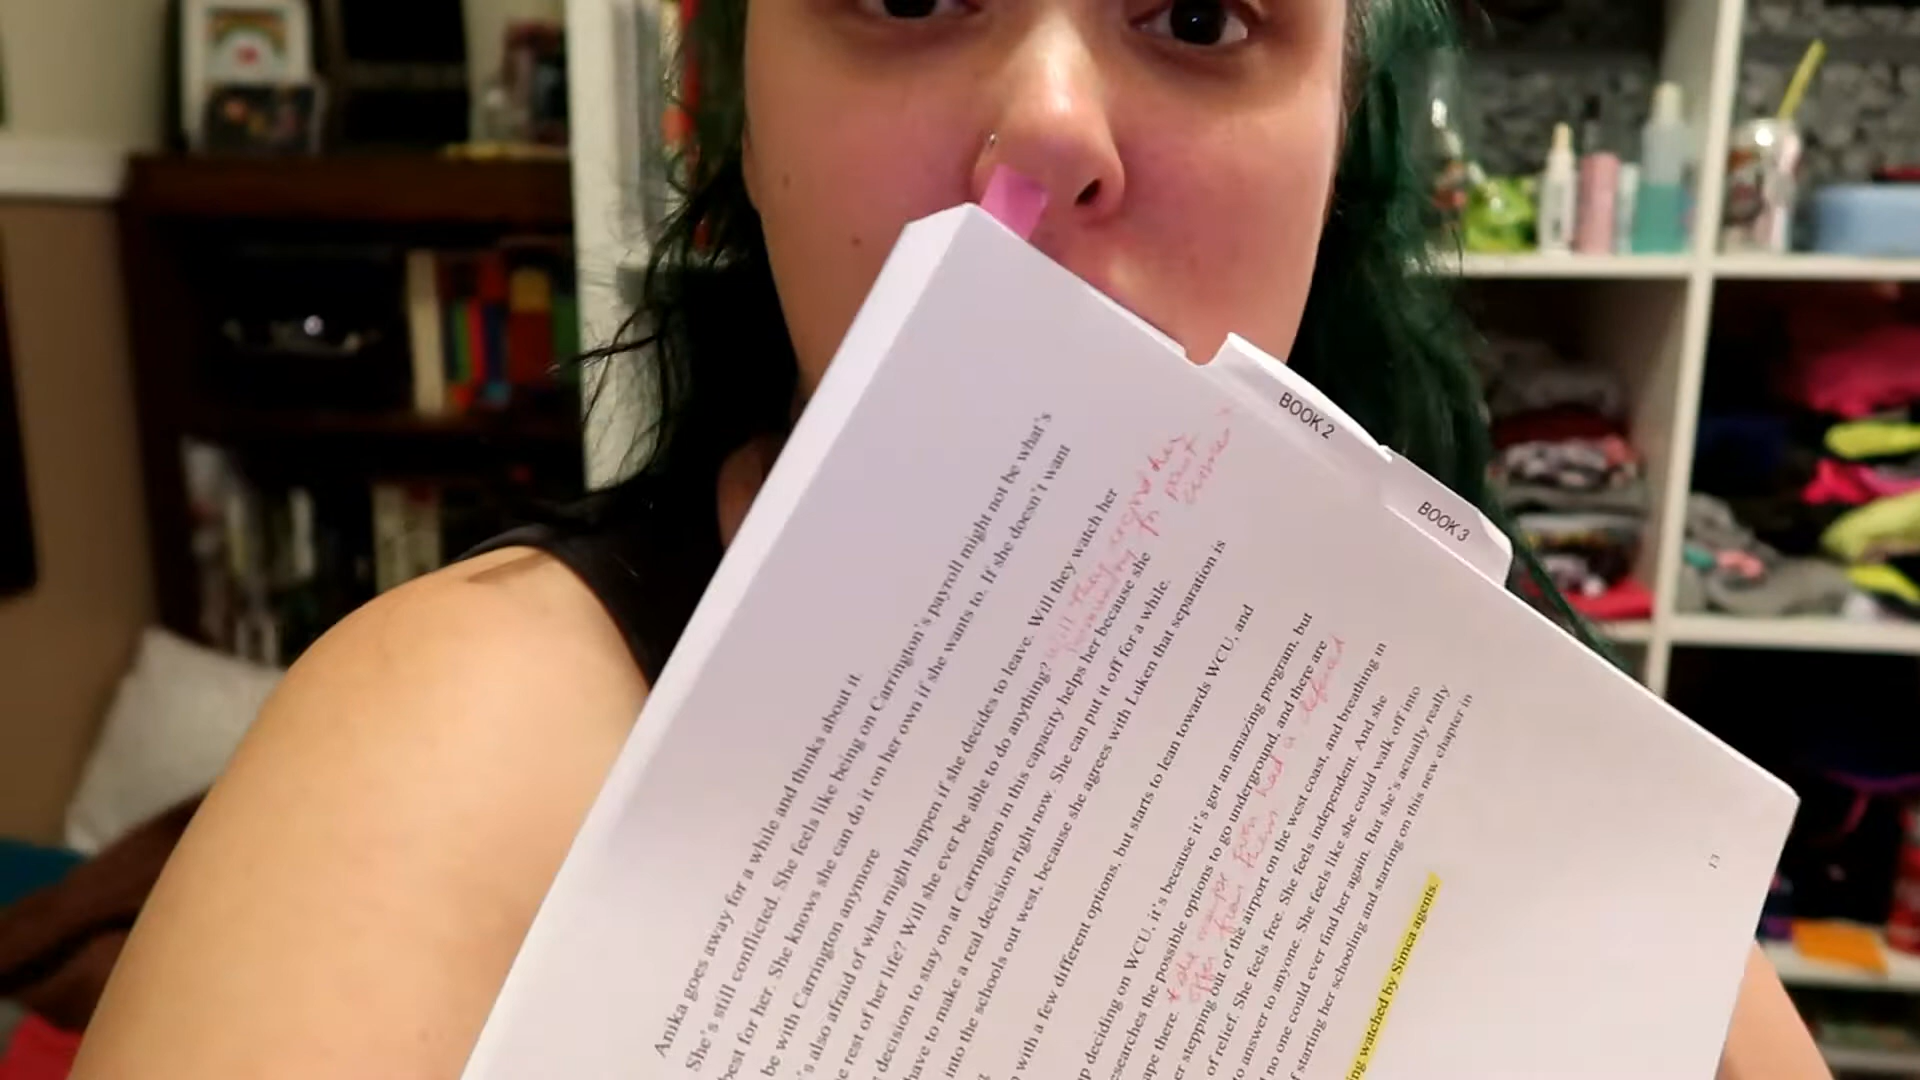 BOOK 2
BOOK 3
Anika goes away for a while and thinks about it.
She's still conflicted. She feels like being on Carrington's payroll might not be what's
best for her. She knows she can do it on her own if she wants to. If she doesn't want
be with Carrington anymore
's also afraid of what might happen if she decides to leave. Will they watch her
rest of her life? Will she ever be able to do anything? will they
decision to stay on at Carrington in this capacity helps her because she
have to make a real decision right now. She can put it off for a while.
into the schools out west, because she agrees with Luken that separation is
with a few different options, but starts to lean towards WCU, and
deciding on WCU, it's because it's got an amazing program, but
the possible options to go underground, and there are
there. * she
offer from them had a deferred
stepping out of the airport on the west coast, and breathing in
of relief. She feels free. She feels independent. And she
to answer to anyone. She feels like she could walk off into
no one could ever find her again. But she's actually really
starting her schooling and starting on this new chapter in
watched by Simca agents.
13